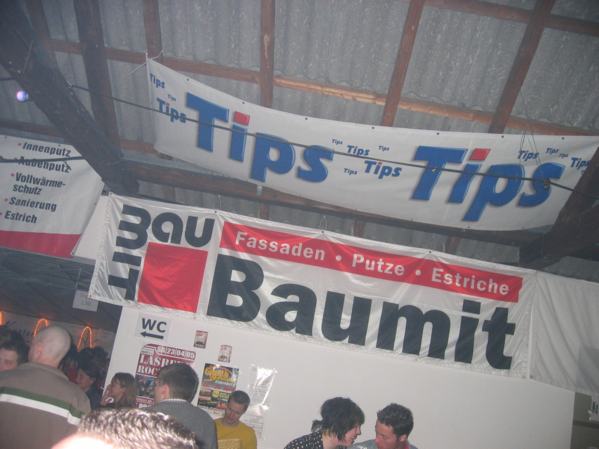 Tips
Tips
Tips
Tips
Tips
Tips
Tips
Tips
Tips
Tips
Tips
Tips
Tips
• Innenputz
• Außenputz
• Vollwärme-
schutz
• Sanierung
• Estrich
Bau
Fassaden • Putze • Estriche
Baumit
WC